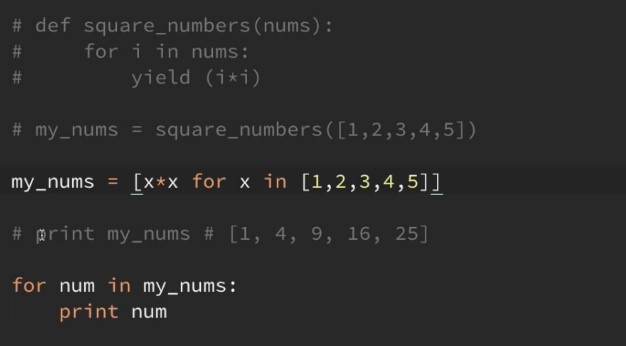 # def square_numbers(nums):
#     for i in nums:
#         yield (i*i)
# my_nums = square_numbers([1,2,3,4,5])
my_nums = [x*x for x in [1,2,3,4,5]]
# print my_nums # [1, 4, 9, 16, 25]
for num in my_nums:
    print num